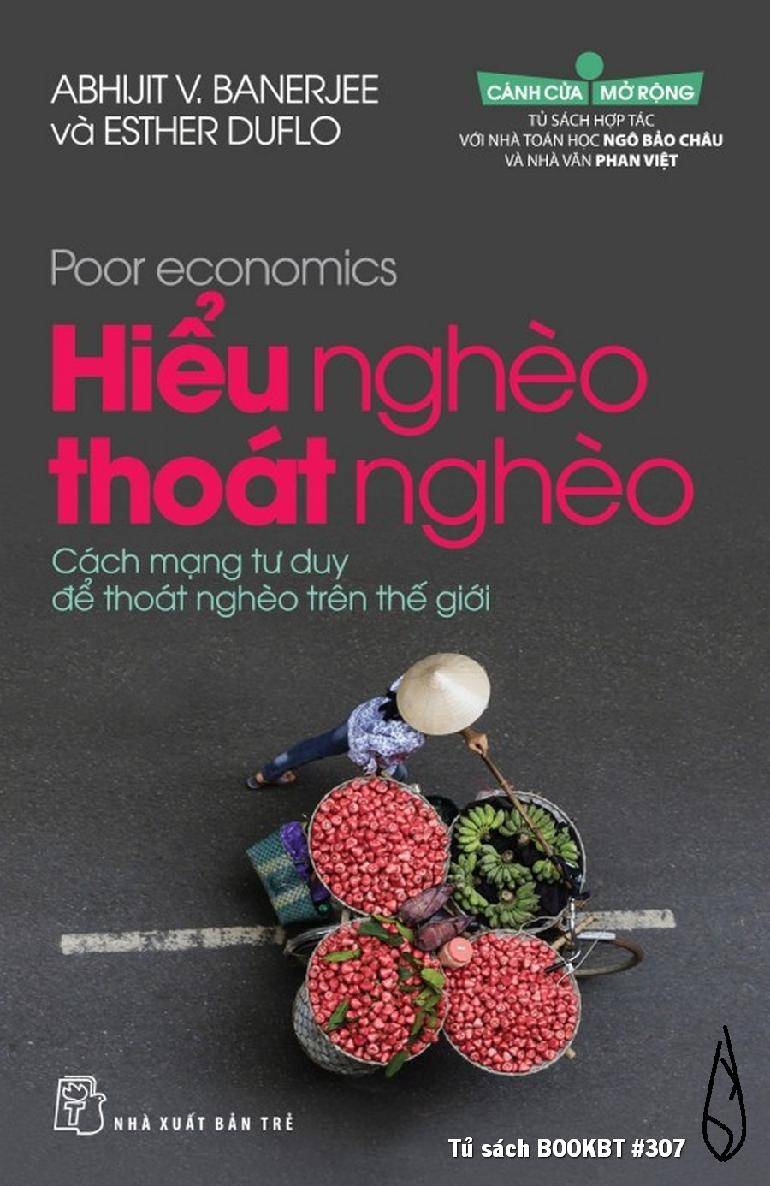 ABHIJIT V. BANERJEE
và ESTHER DUFLO
CÁNH CỬA MỞ RỘNG
TỦ SÁCH HỢP TÁC
VỚI NHÀ TOÁN HỌC NGÔ BẢO CHÂU
VÀ NHÀ VĂN PHAN VIỆT
Poor economics
Hiểu nghèo
thoát nghèo
Cách mạng tư duy
để thoát nghèo trên thế giới
NHÀ XUẤT BẢN TRẺ
Tủ sách BOOKBT #307